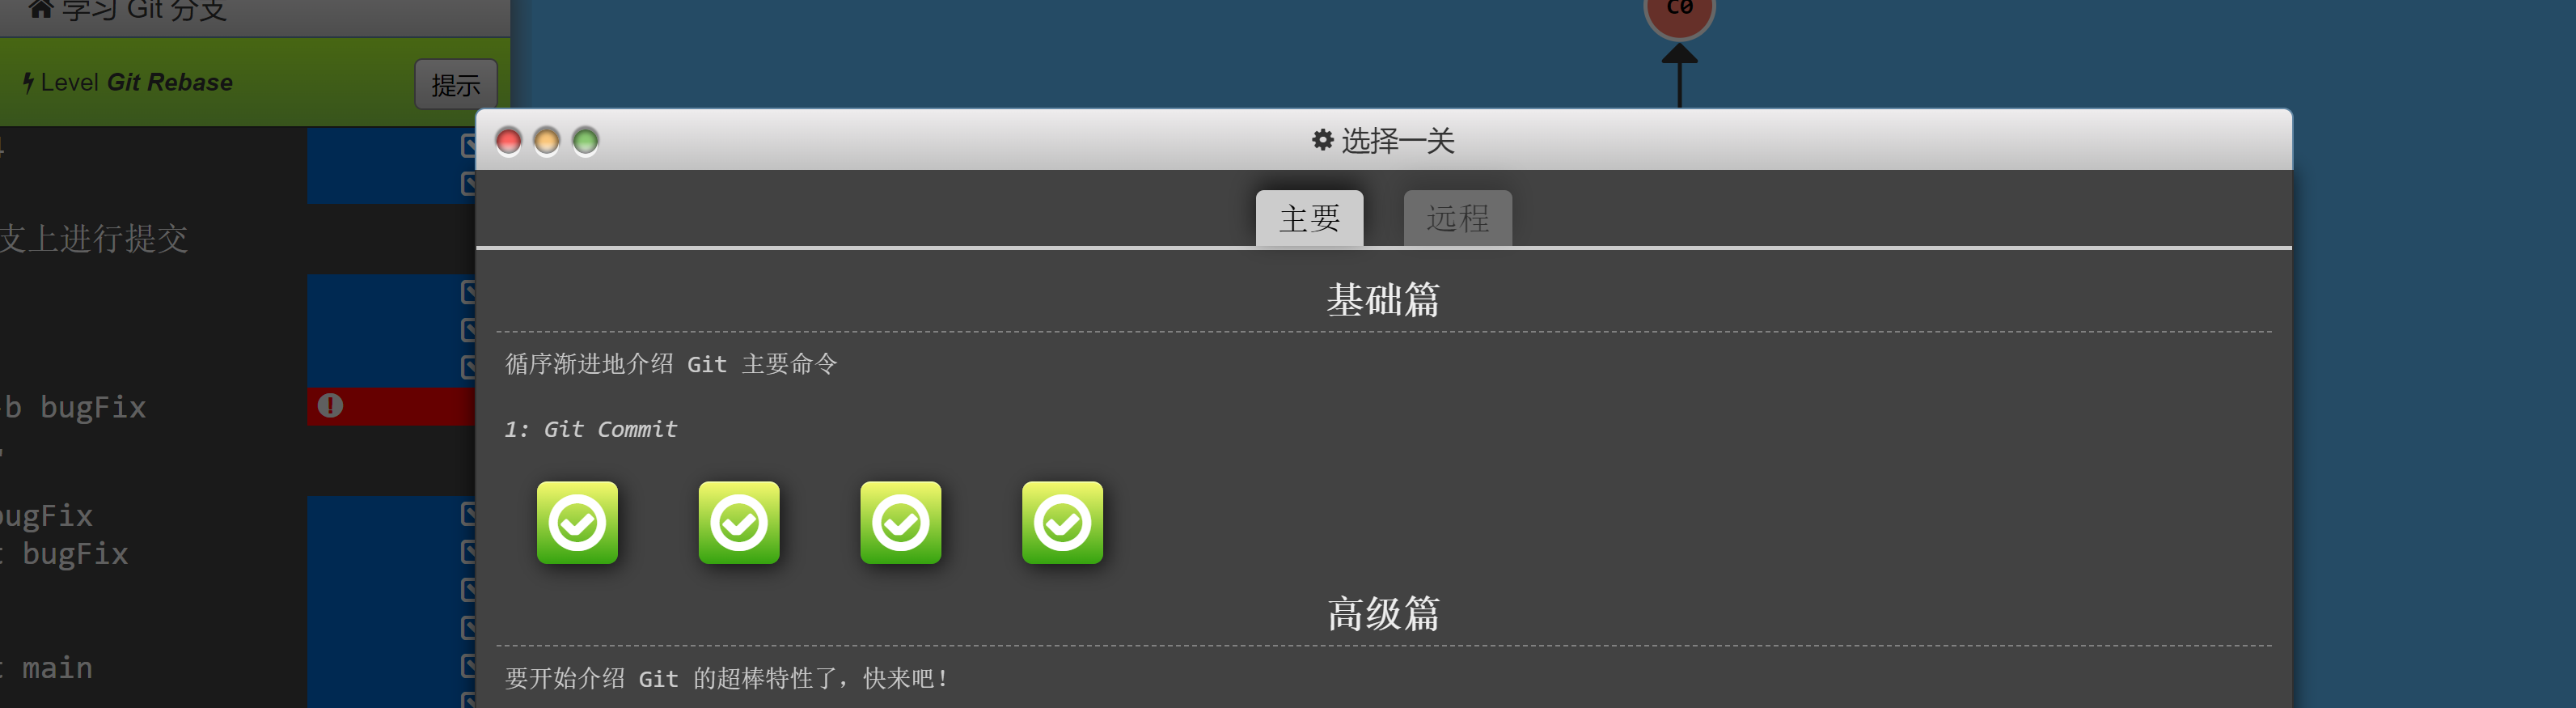 学习 Git 分支
C0
Level Git Rebase
提示
选择一关
主要
远程
支上进行提交
基础篇
循序渐进地介绍 Git 主要命令
b bugFix
1: Git Commit
bugFix
bugFix
高级篇
main
要开始介绍 Git 的超棒特性了，快来吧！